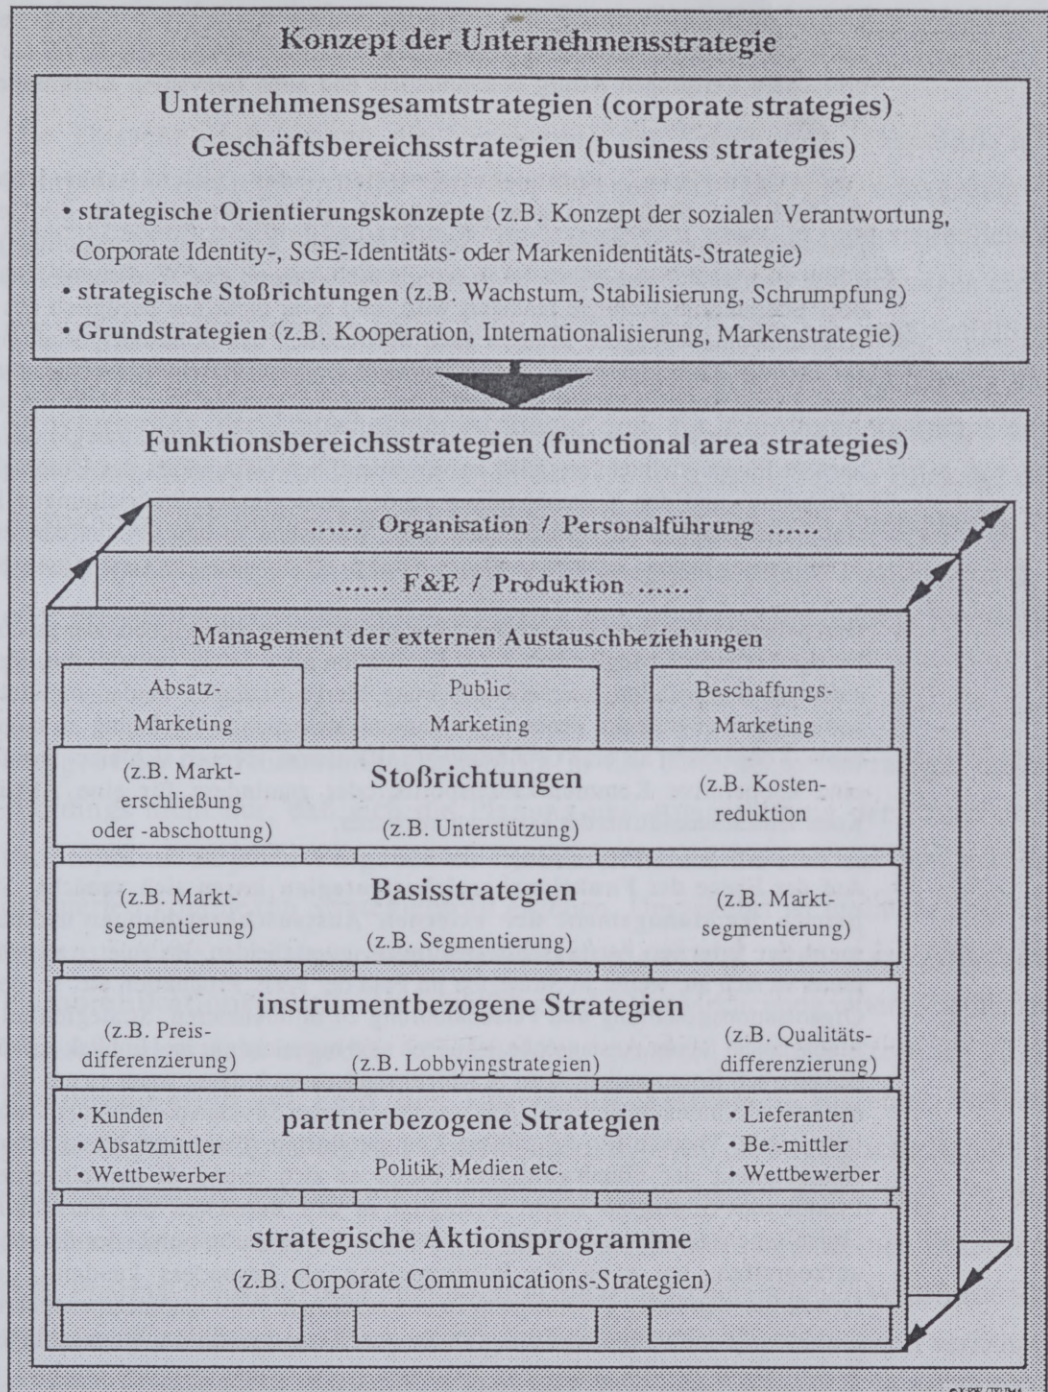 Konzept der Unternehmensstrategie
Unternehmensgesamtstrategien (corporate strategies)
Geschäftsbereichsstrategien (business strategies)
• strategische Orientierungskonzepte (z.B. Konzept der sozialen Verantwortung,
Corporate Identity-, SGE-Identitäts- oder Markenidentitäts-Strategie)
• strategische Stoßrichtungen (z.B. Wachstum, Stabilisierung, Schrumpfung)
• Grundstrategien (z.B. Kooperation, Internationalisierung, Markenstrategie)
Funktionsbereichsstrategien (functional area strategies)
...... Organisation / Personalführung ......
...... F&E / Produktion ......
Management der externen Austauschbeziehungen
Absatz-
Marketing
Public
Marketing
Beschaffungs-
Marketing
(z.B. Markt-
erschließung
oder -abschottung)
Stoßrichtungen
(z.B. Unterstützung)
(z.B. Kosten-
reduktion
(z.B. Markt-
segmentierung)
Basisstrategien
(z.B. Segmentierung)
(z.B. Markt-
segmentierung)
instrumentbezogene Strategien
(z.B. Preis-
differenzierung)
(z.B. Lobbyingstrategien)
(z.B. Qualitäts-
differenzierung)
• Kunden
• Absatzmittler
• Wettbewerber
partnerbezogene Strategien
Politik, Medien etc.
• Lieferanten
• Be.-mittler
• Wettbewerber
strategische Aktionsprogramme
(z.B. Corporate Communications-Strategien)